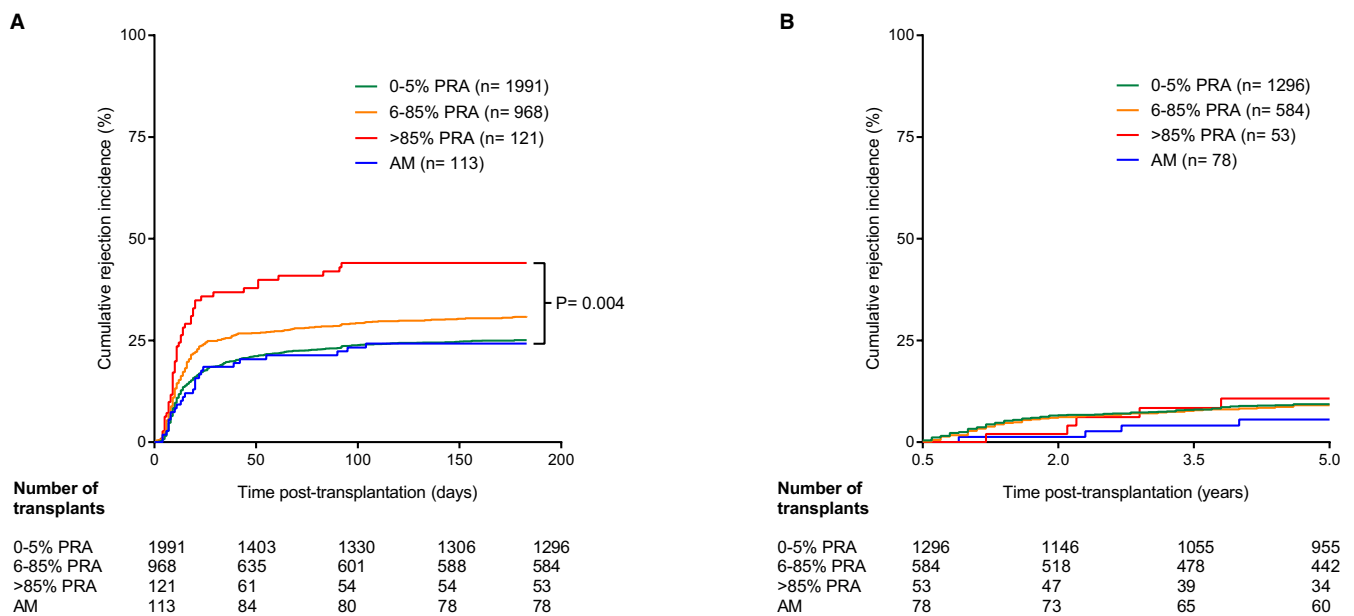 A
Cumulative rejection incidence (%)
100
75
50
25
0
0-5% PRA (n= 1991)
6-85% PRA (n= 968)
>85% PRA (n= 121)
AM (n= 113)
P= 0.004
0 50 100 150 200
Time post-transplantation (days)
Number of
transplants
0-5% PRA 1991 1403 1330 1306 1296
6-85% PRA 968 635 601 588 584
>85% PRA 121 61 54 54 53
AM 113 84 80 78 78
B
Cumulative rejection incidence (%)
100
75
50
25
0
0-5% PRA (n= 1296)
6-85% PRA (n= 584)
>85% PRA (n= 53)
AM (n= 78)
0.5 2.0 3.5 5.0
Time post-transplantation (years)
Number of
transplants
0-5% PRA 1296 1146 1055 955
6-85% PRA 584 518 478 442
>85% PRA 53 47 39 34
AM 78 73 65 60